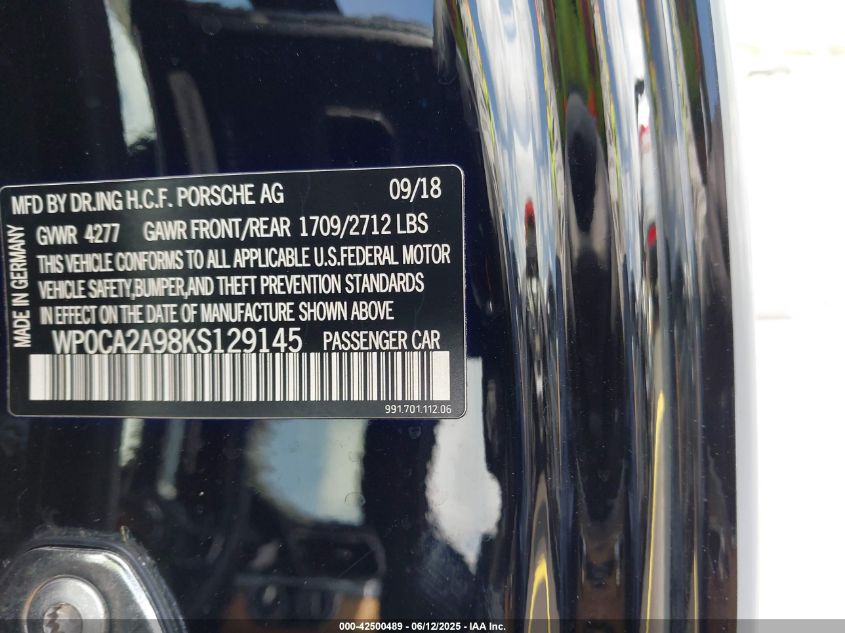 MFD BY DR.ING H.C.F. PORSCHE AG 09/18
GVWR 4277 GAWR FRONT/REAR 1709/2712 LBS
THIS VEHICLE CONFORMS TO ALL APPLICABLE U.S.FEDERAL MOTOR
VEHICLE SAFETY,BUMPER,AND THEFT PREVENTION STANDARDS
IN EFFECT ON THE DATE OF MANUFACTURE SHOWN ABOVE
WP0CA2A98KS129145 PASSENGER CAR
991.701.112.06
MADE IN GERMANY
000-42500489 - 06/12/2025 - IAA Inc.